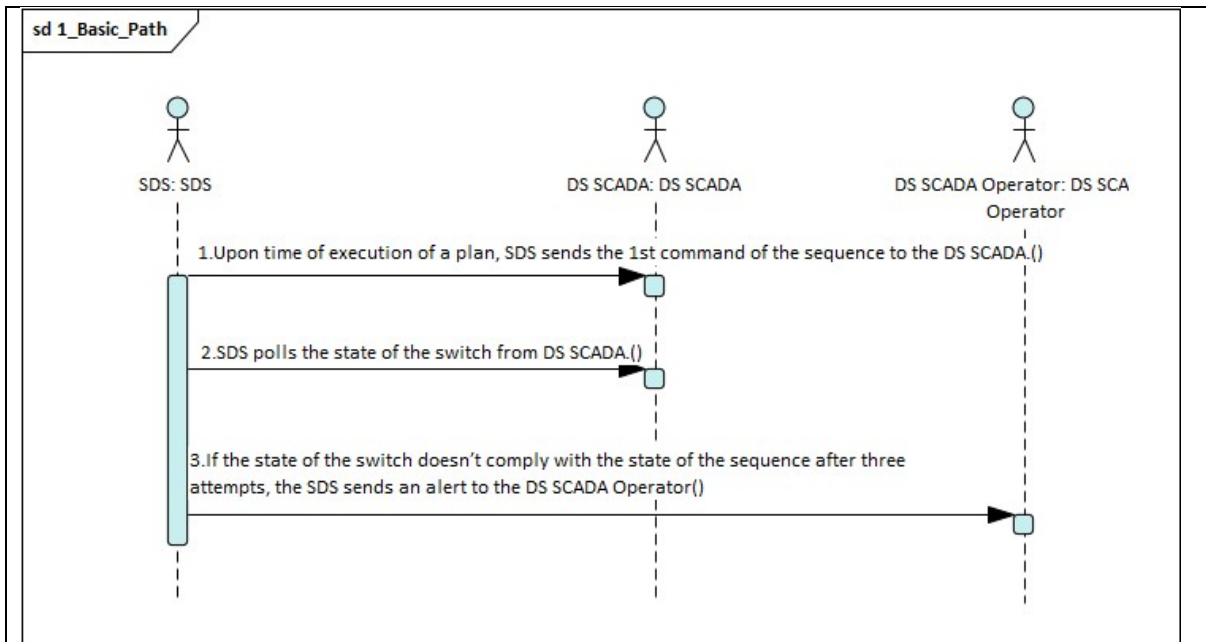 sd 1_Basic_Path
SDS: SDS
DS SCADA: DS SCADA
DS SCADA Operator: DS SCA
Operator
1.Upon time of execution of a plan, SDS sends the 1st command of the sequence to the DS SCADA.()
2.SDS polls the state of the switch from DS SCADA.()
3.If the state of the switch doesn’t comply with the state of the sequence after three
attempts, the SDS sends an alert to the DS SCADA Operator()